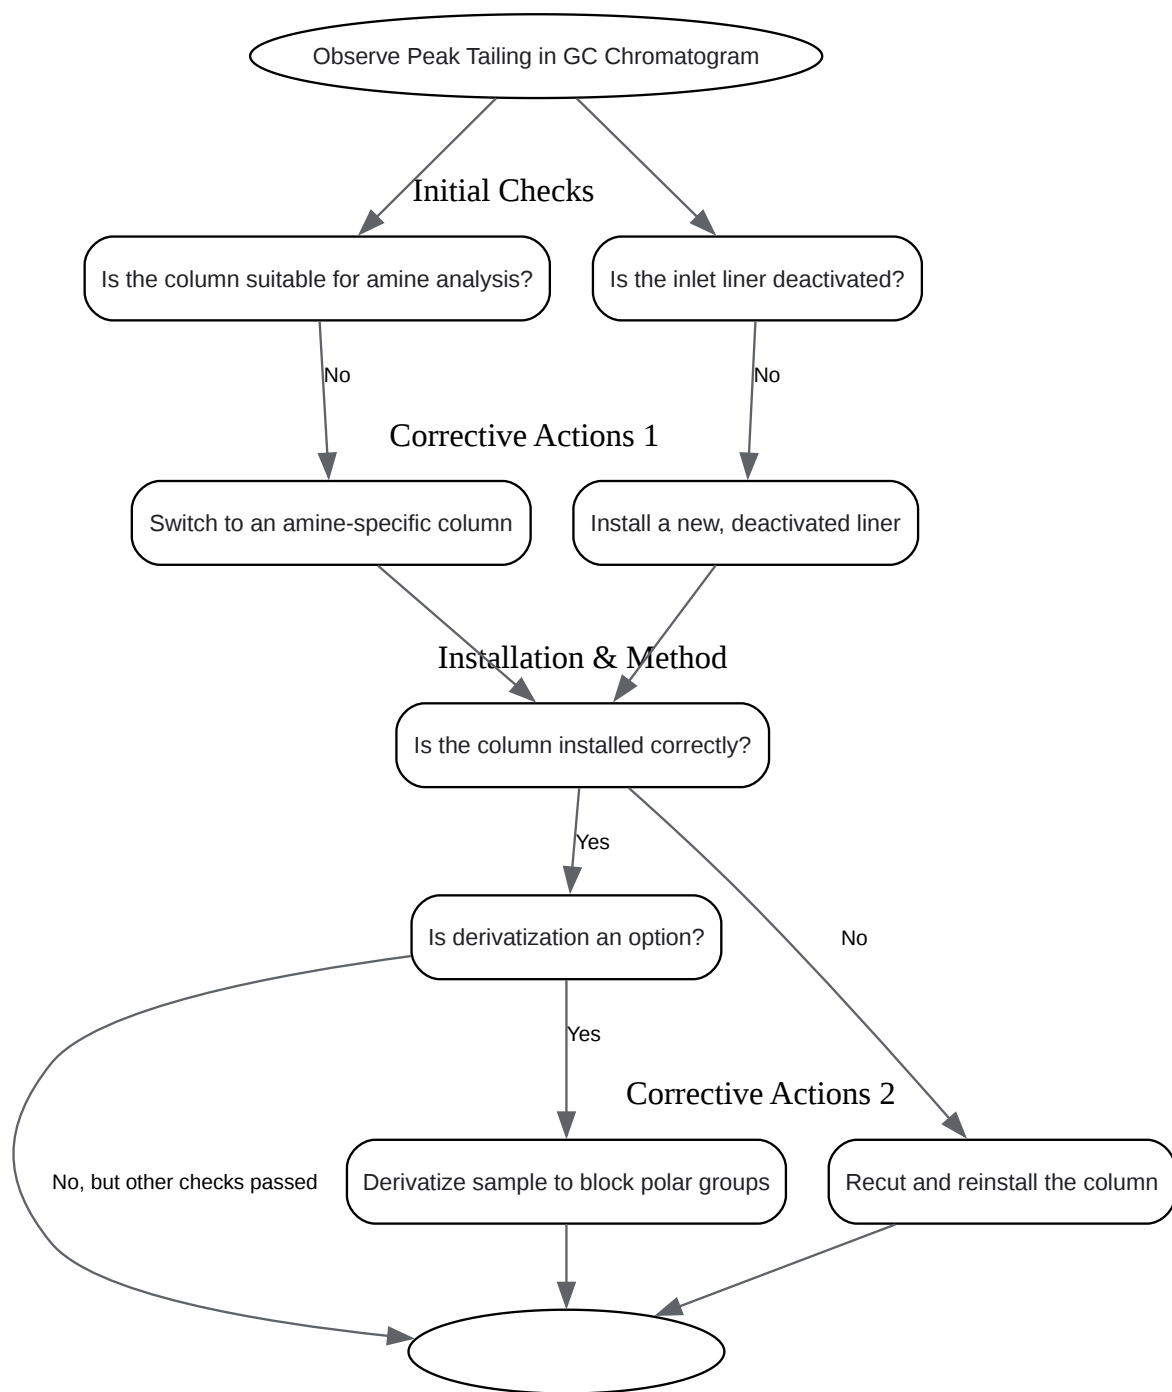 Observe Peak Tailing in GC Chromatogram
Initial Checks
Is the column suitable for amine analysis?
Is the inlet liner deactivated?
No
No
Corrective Actions 1
Switch to an amine-specific column
Install a new, deactivated liner
Installation & Method
Is the column installed correctly?
Yes
Is derivatization an option?
No
Yes
Corrective Actions 2
No, but other checks passed
Derivatize sample to block polar groups
Recut and reinstall the column